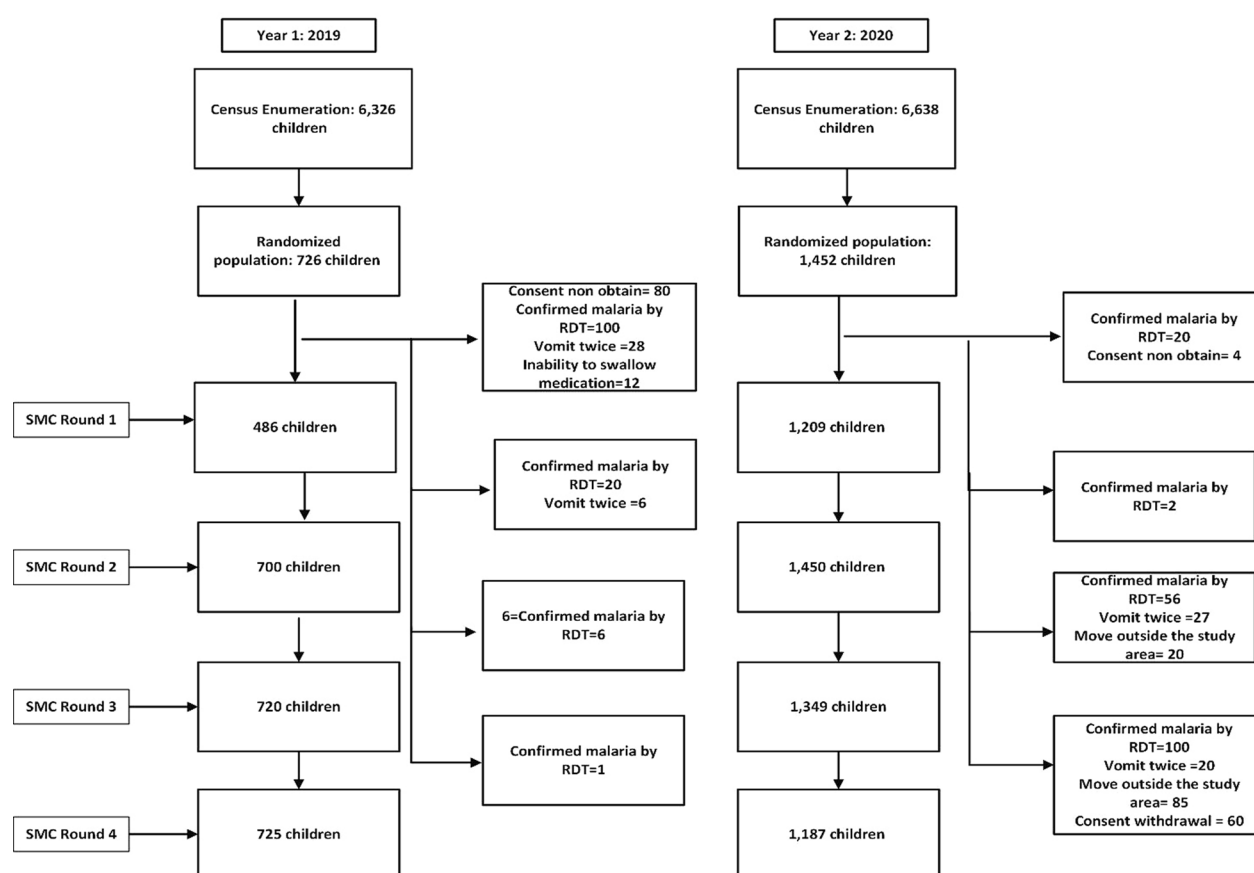 Year 1: 2019
Year 2: 2020
Census Enumeration: 6,326
children
Census Enumeration: 6,638
children
Randomized
population: 726 children
Randomized population:
1,452 children
Consent non obtain= 80
Confirmed malaria by
RDT=100
Vomit twice =28
Inability to swallow
medication=12
Confirmed malaria by
RDT=20
Consent non obtain= 4
SMC Round 1
486 children
1,209 children
Confirmed malaria by
RDT=20
Vomit twice =6
Confirmed malaria by
RDT=2
SMC Round 2
700 children
1,450 children
6=Confirmed malaria by
RDT=6
Confirmed malaria by
RDT=56
Vomit twice =27
Move outside the study
area= 20
SMC Round 3
720 children
1,349 children
Confirmed malaria by
RDT=1
Confirmed malaria by
RDT=100
Vomit twice =20
Move outside the study
area= 85
Consent withdrawal = 60
SMC Round 4
725 children
1,187 children